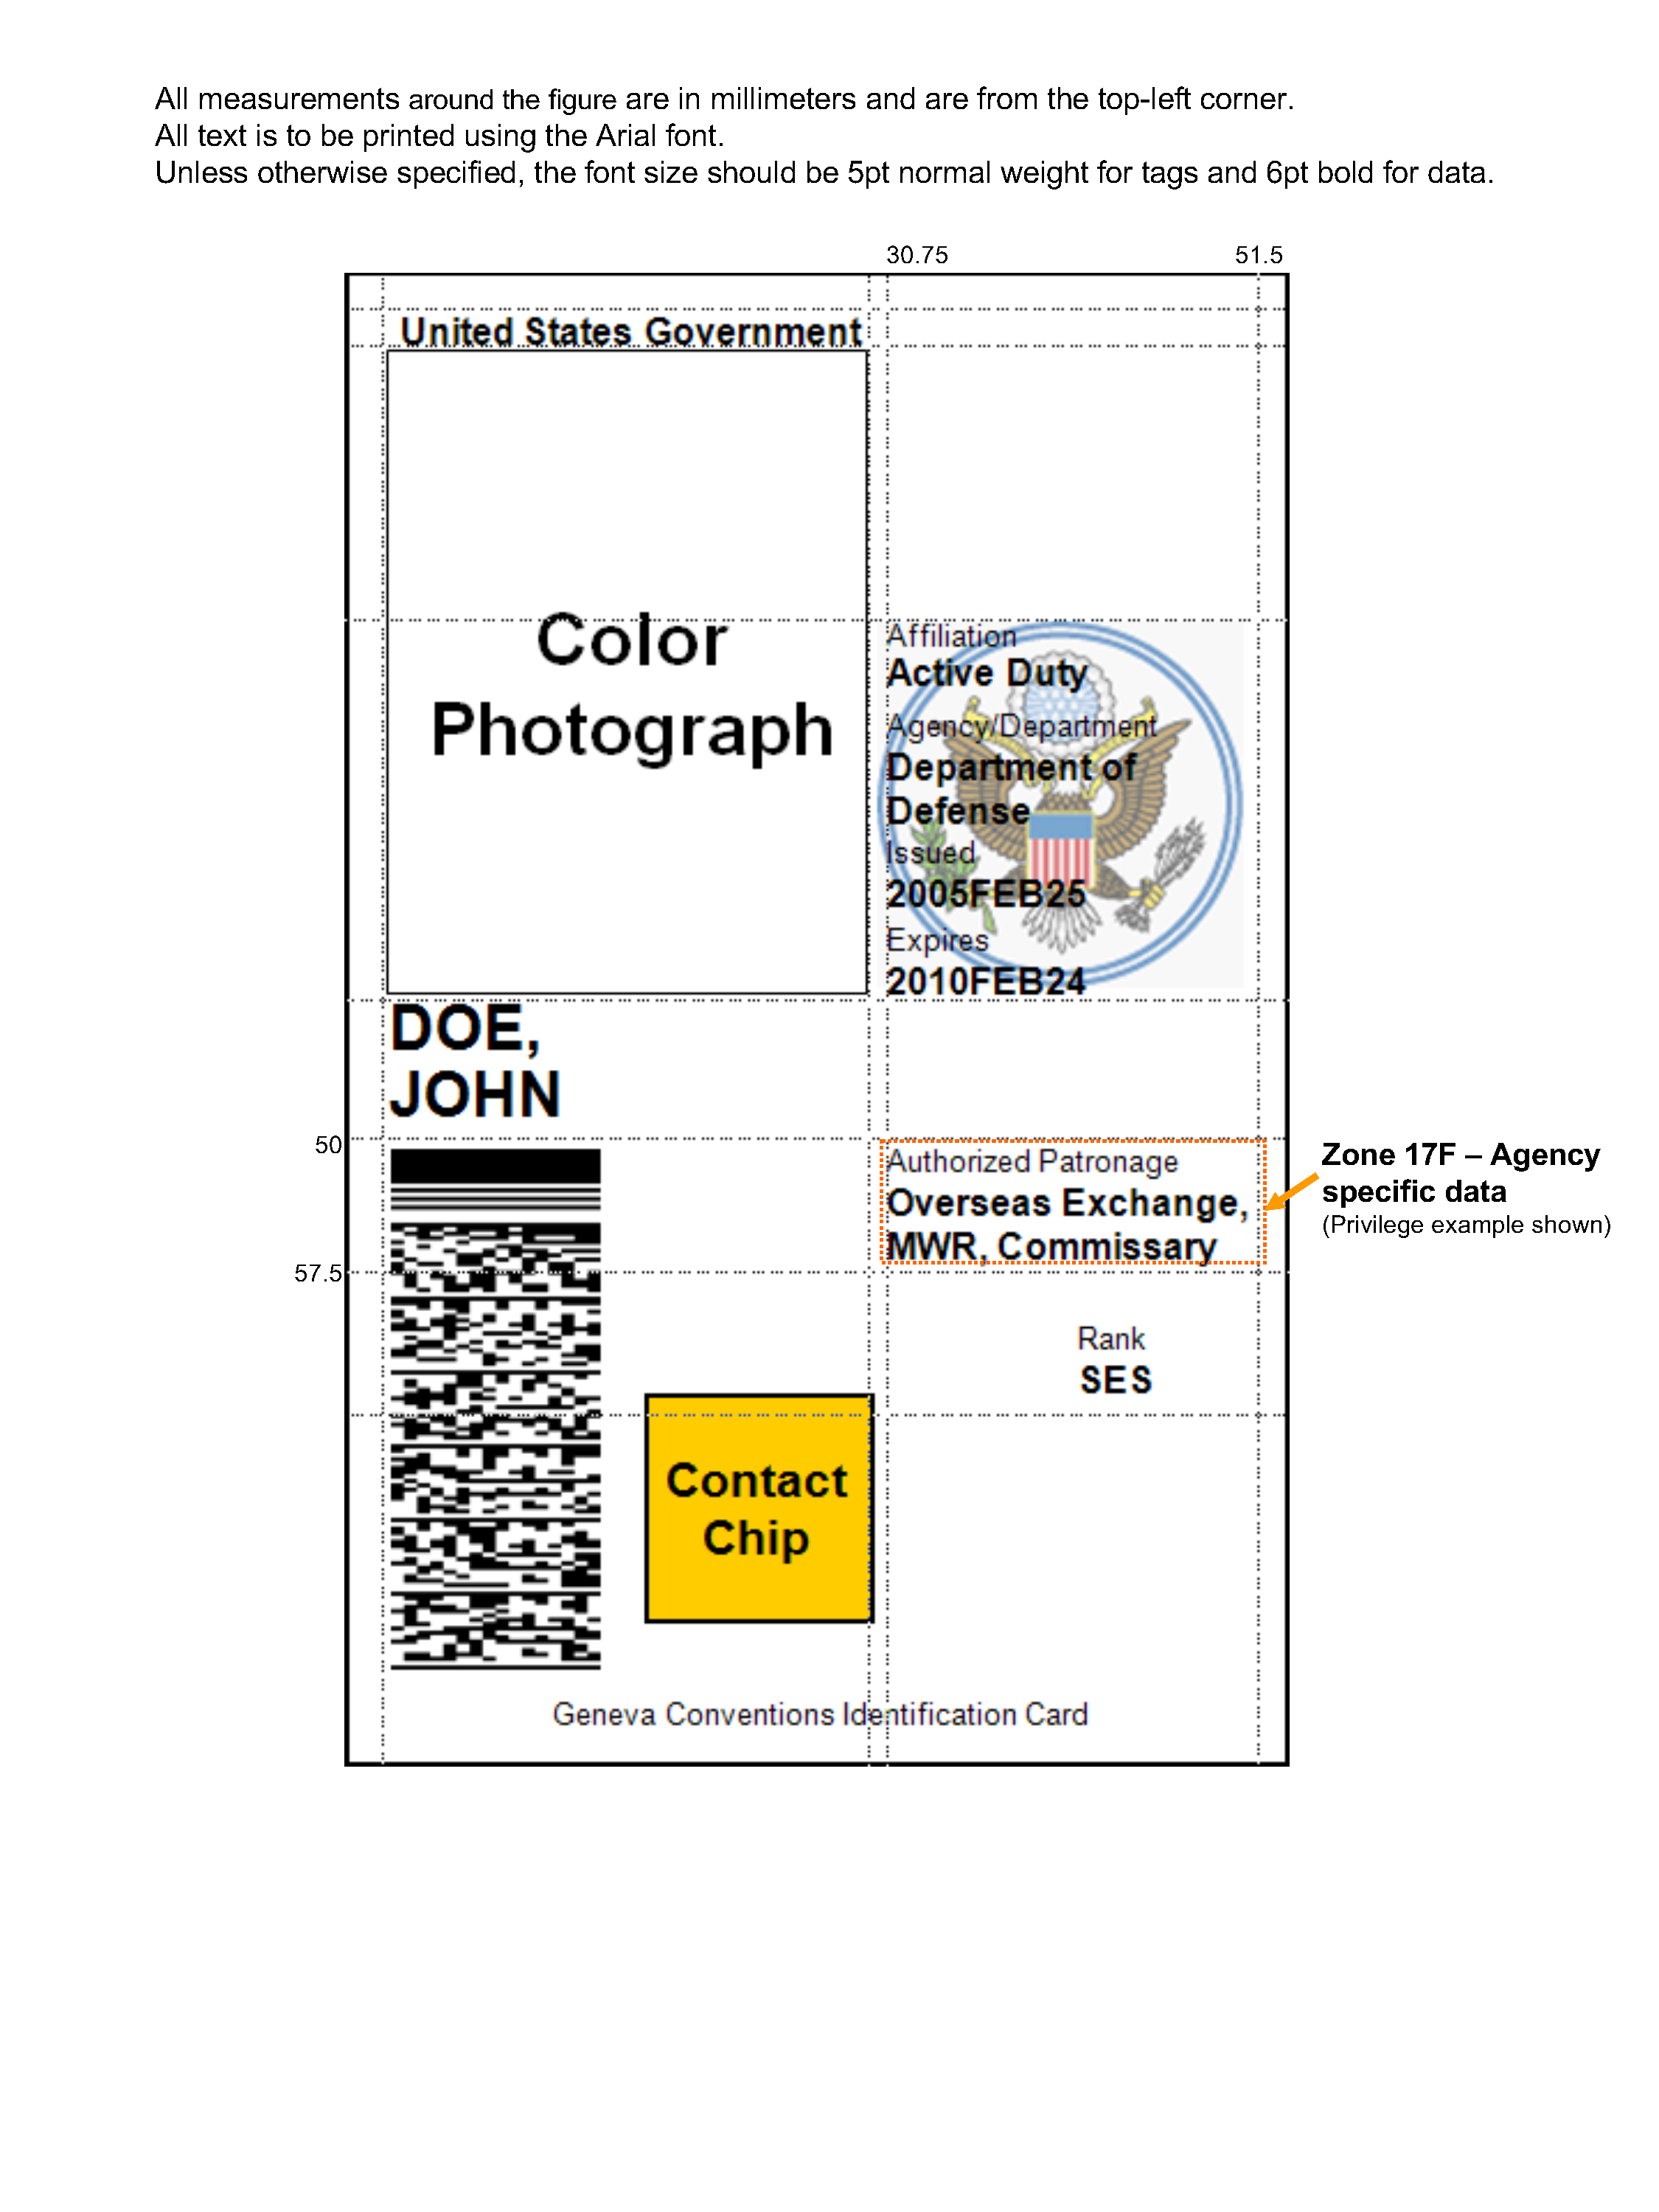 All measurements around the figure are in millimeters and are from the top-left corner.
All text is to be printed using the Arial font.
Unless otherwise specified, the font size should be 5pt normal weight for tags and 6pt bold for data.
30.75
51.5
United States Government
Color
Photograph
Affiliation
Active Duty
Agency/Department
Department of
Defense
Issued
2005FEB25
Expires
2010FEB24
DOE,
JOHN
50
Authorized Patronage
Overseas Exchange,
MWR, Commissary
Zone 17F – Agency
specific data
(Privilege example shown)
57.5
Rank
SES
Contact
Chip
Geneva Conventions Identification Card